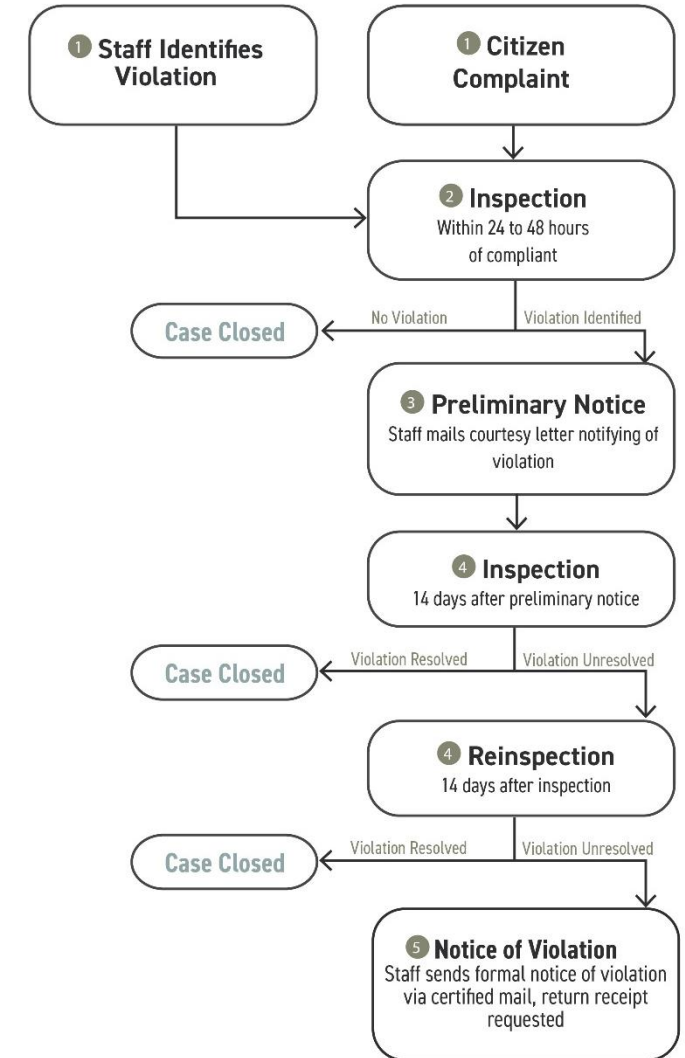 1 Staff Identifies
Violation
1 Citizen
Complaint
2 Inspection
Within 24 to 48 hours
of compliant
No Violation
Violation Identified
Case Closed
3 Preliminary Notice
Staff mails courtesy letter notifying of
violation
4 Inspection
14 days after preliminary notice
Violation Resolved
Violation Unresolved
Case Closed
4 Reinspection
14 days after inspection
Violation Resolved
Violation Unresolved
Case Closed
5 Notice of Violation
Staff sends formal notice of violation
via certified mail, return receipt
requested